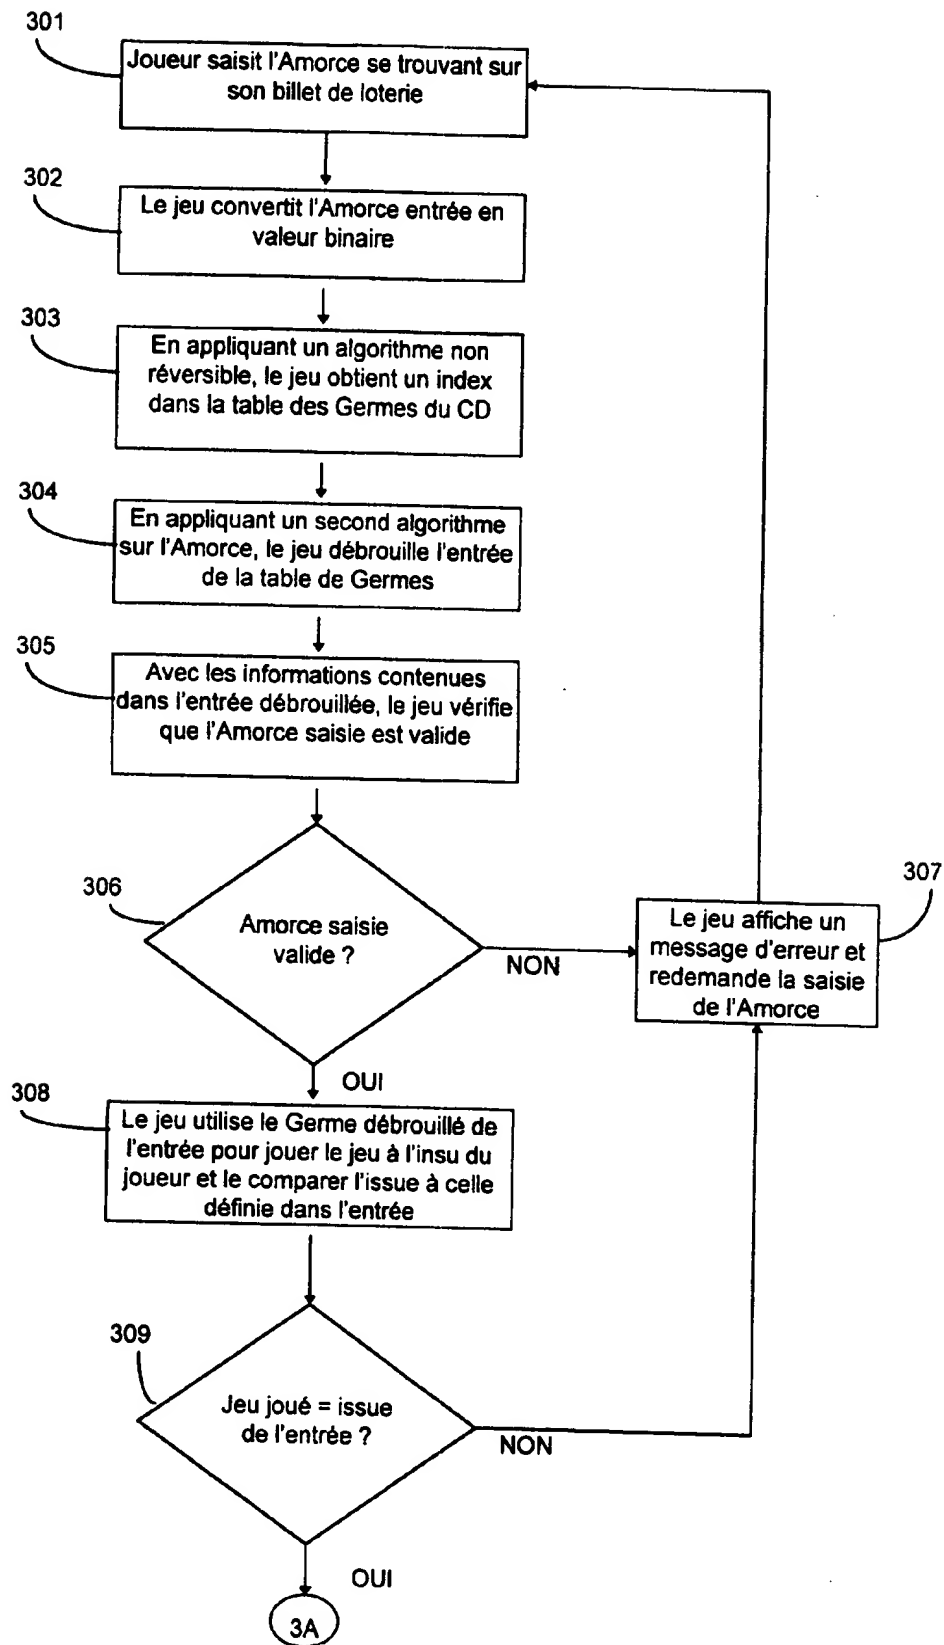 301
Joueur saisit l'Amorce se trouvant sur
son billet de loterie
302
Le jeu convertit l'Amorce entrée en
valeur binaire
303
En appliquant un algorithme non
réversible, le jeu obtient un index
dans la table des Germes du CD
304
En appliquant un second algorithme
sur l'Amorce, le jeu débrouille l'entrée
de la table de Germes
305
Avec les informations contenues
dans l'entrée débrouillée, le jeu vérifie
que l'Amorce saisie est valide
306
Amorce saisie
valide ?
NON
307
Le jeu affiche un
message d'erreur et
redemande la saisie
de l'Amorce
OUI
308
Le jeu utilise le Germe débrouillé de
l'entrée pour jouer le jeu à l'insu du
joueur et le comparer l'issue à celle
définie dans l'entrée
309
Jeu joué = issue
de l'entrée ?
NON
OUI
3A